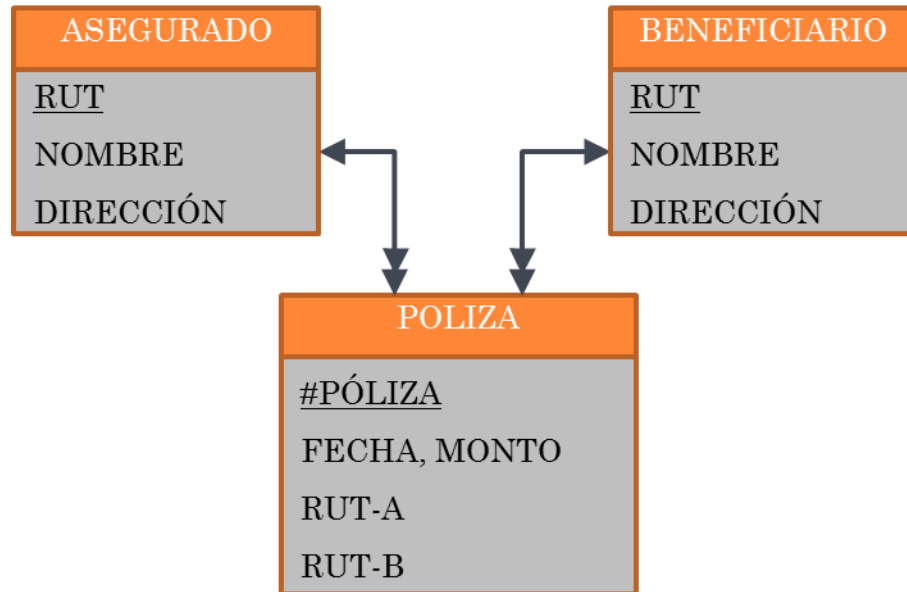 ASEGURADO
RUT
NOMBRE
DIRECCIÓN
BENEFICIARIO
RUT
NOMBRE
DIRECCIÓN
POLIZA
#PÓLIZA
FECHA, MONTO
RUT-A
RUT-B